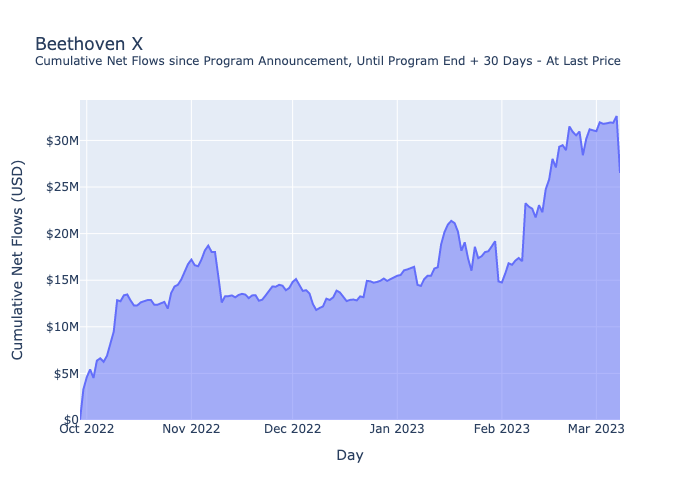 Beethoven X
Cumulative Net Flows since Program Announcement, Until Program End + 30 Days - At Last Price
Cumulative Net Flows (USD)
$30M
$25M
$20M
$15M
$10M
$5M
$0
Oct 2022 Nov 2022 Dec 2022 Jan 2023 Feb 2023 Mar 2023
Day